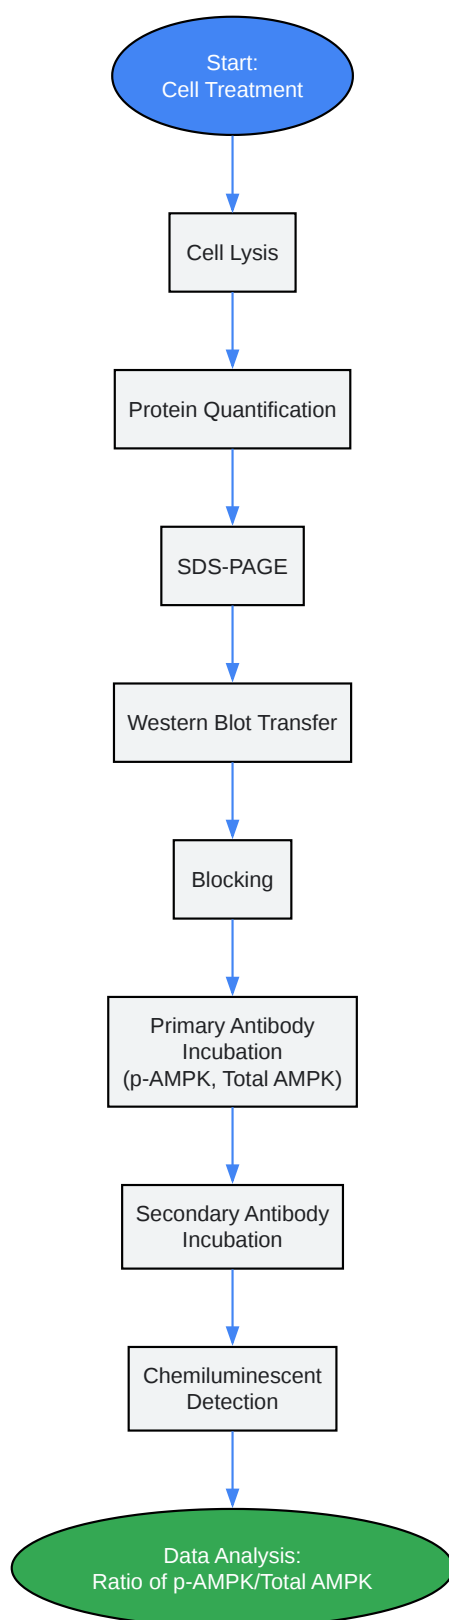 Start:
Cell Treatment
Cell Lysis
Protein Quantification
SDS-PAGE
Western Blot Transfer
Blocking
Primary Antibody
Incubation
(p-AMPK, Total AMPK)
Secondary Antibody
Incubation
Chemiluminescent
Detection
Data Analysis:
Ratio of p-AMPK/Total AMPK